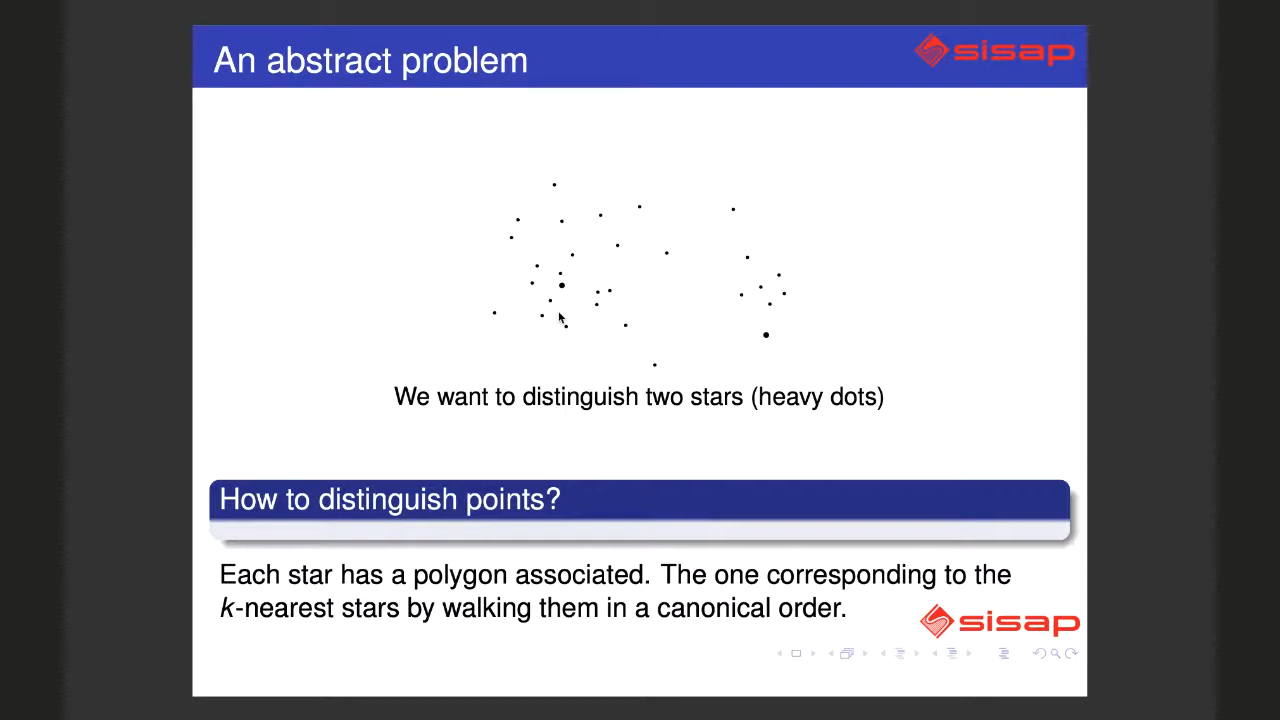 An abstract problem
sisap
We want to distinguish two stars (heavy dots)
How to distinguish points?
Each star has a polygon associated. The one corresponding to the
k-nearest stars by walking them in a canonical order.
sisap